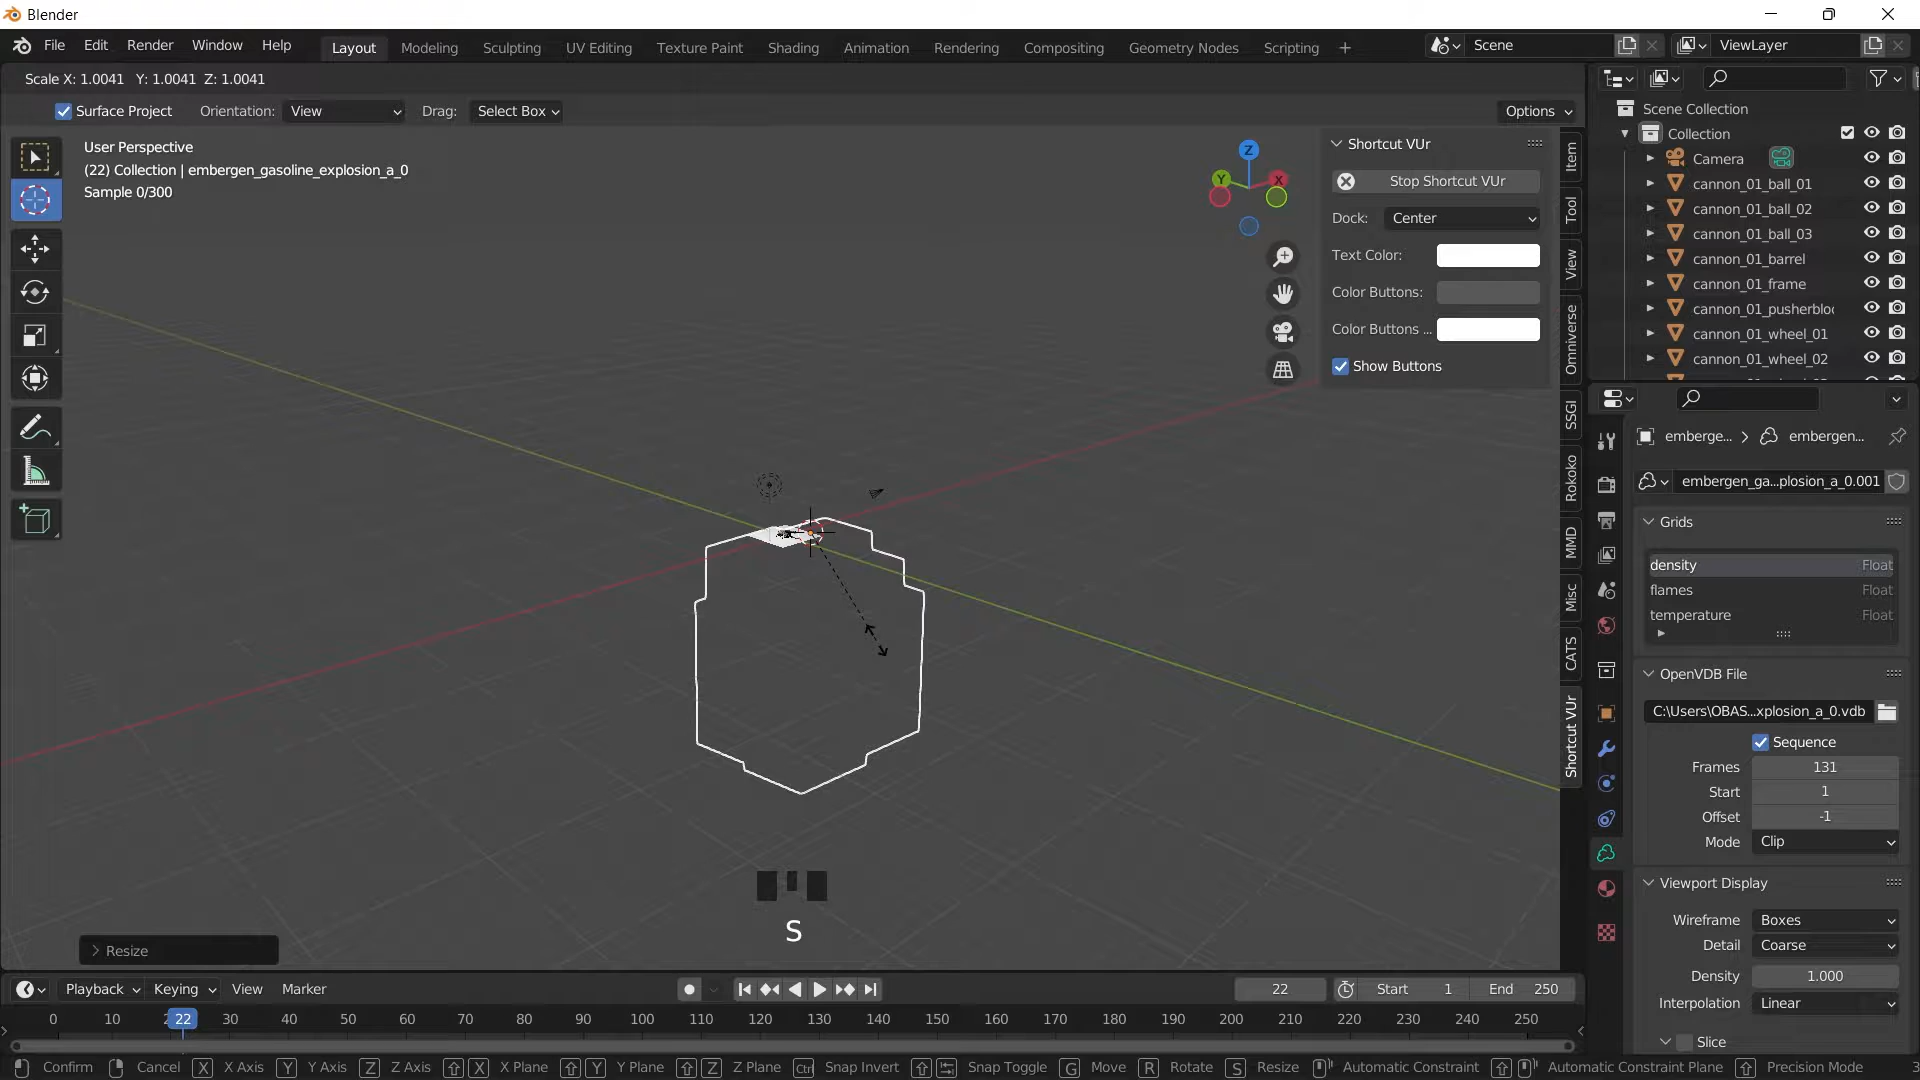 Blender
File Edit Render Window Help
Layout Modeling Sculpting UV Editing Texture Paint Shading Animation Rendering Compositing Geometry Nodes Scripting +
Scene
ViewLayer
Scale X: 1.0041 Y: 1.0041 Z: 1.0041
Surface Project Orientation: View Drag: Select Box
Options
User Perspective
(22) Collection | embergen_gasoline_explosion_a_0
Sample 0/300
Z
Y
X
Shortcut VUr
Stop Shortcut VUr
Dock: Center
Text Color:
Color Buttons:
Color Buttons ...
Show Buttons
Item
Tool
View
Omniverse
SSGI
Rokoko
MMD
Misc
CATS
Shortcut VUr
Scene Collection
Collection
Camera
cannon_01_ball_01
cannon_01_ball_02
cannon_01_ball_03
cannon_01_barrel
cannon_01_frame
cannon_01_pusherbloc
cannon_01_wheel_01
cannon_01_wheel_02
emberge... > embergen...
embergen_ga...plosion_a_0.001
Grids
density Float
flames Float
temperature Float
OpenVDB File
C:\Users\OBAS...xplosion_a_0.vdb
Sequence
Frames 131
Start 1
Offset -1
Mode Clip
Viewport Display
Wireframe Boxes
Detail Coarse
Density 1.000
Interpolation Linear
Slice
S
Resize
Playback Keying View Marker
22
Start 1 End 250
0 10 22 30 40 50 60 70 80 90 100 110 120 130 140 150 160 170 180 190 200 210 220 230 240 250
Confirm Cancel X X Axis Y Y Axis Z Z Axis X X Plane Y Y Plane Z Z Plane Ctrl Snap Invert Snap Toggle G Move R Rotate S Resize Automatic Constraint Automatic Constraint Plane Precision Mode